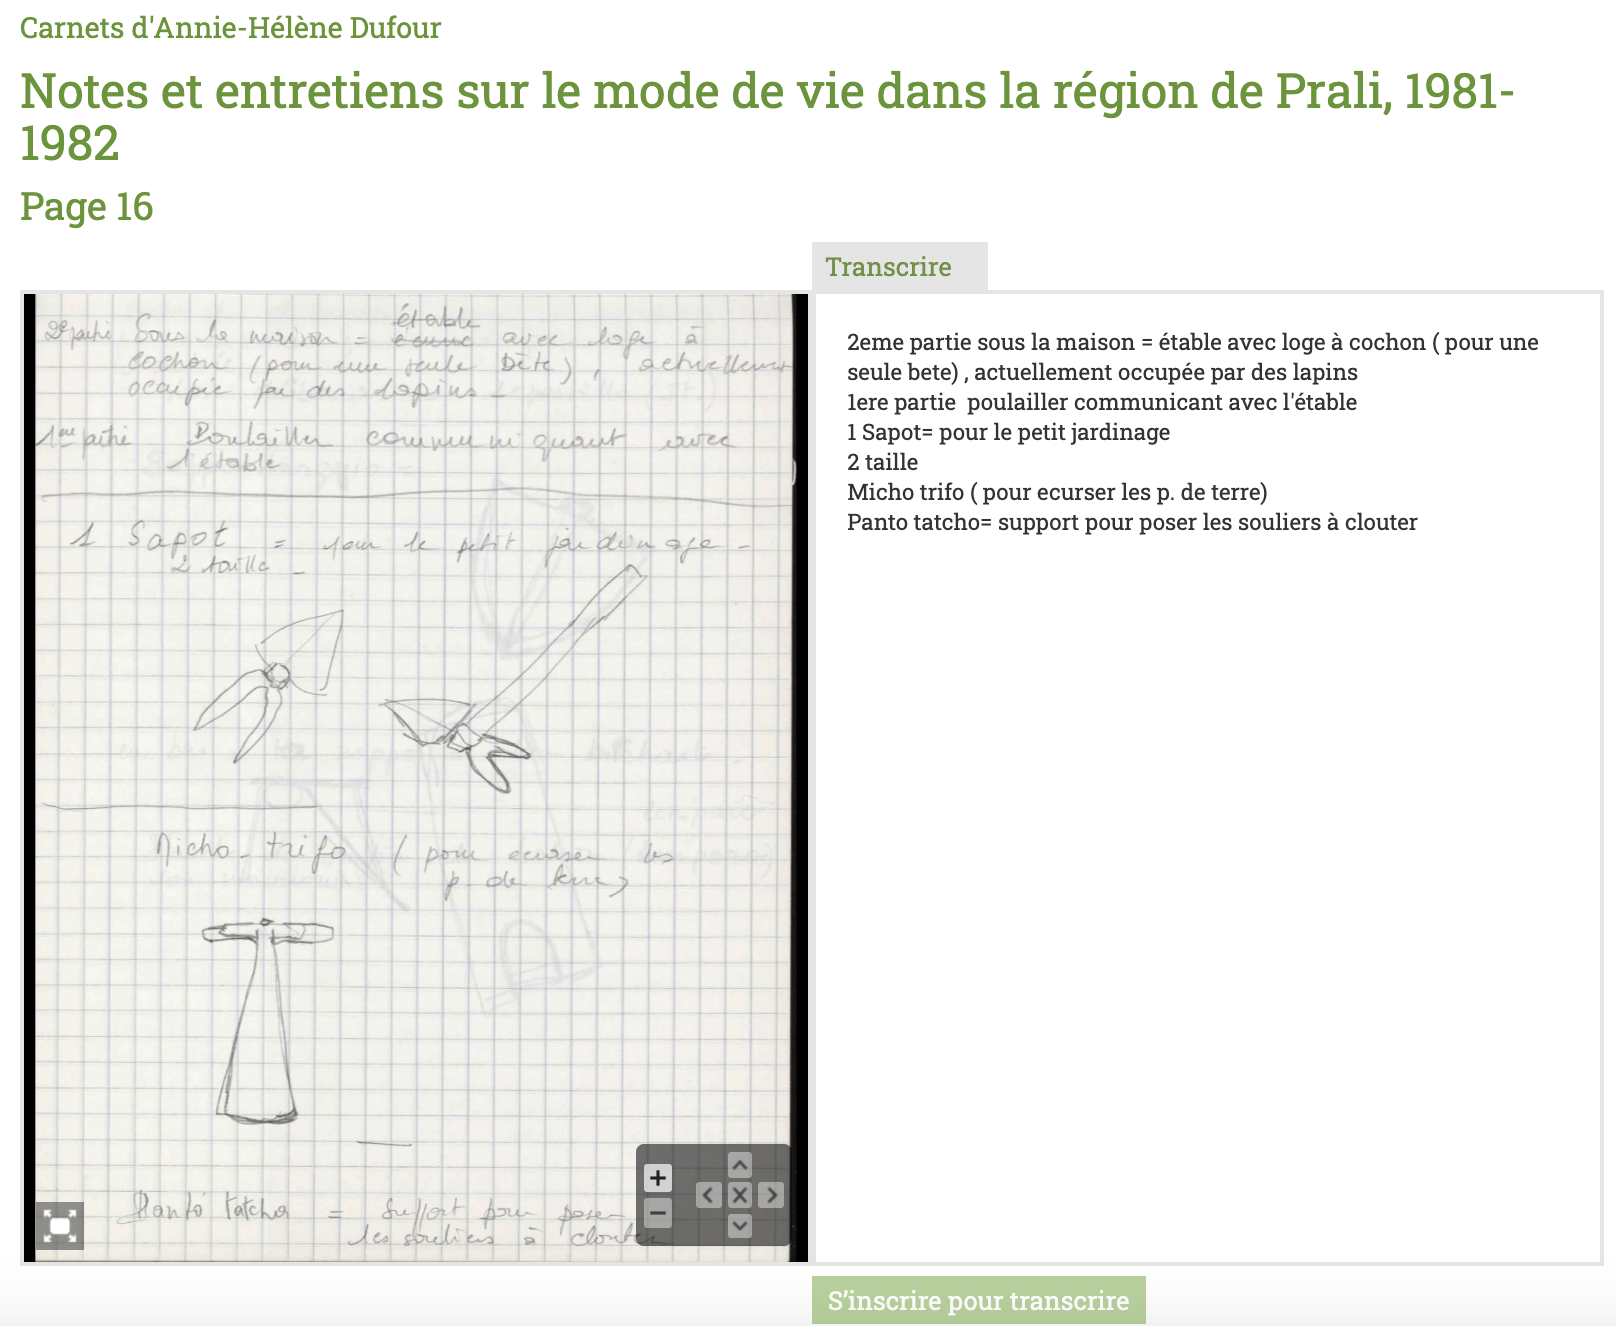 Carnets d'Annie-Hélène Dufour
Notes et entretiens sur le mode de vie dans la région de Prali, 1981-
1982
Page 16
Transcrire
étable
2e partie Sous la maison = avec loge à
cochon (pour une seule bête), actuellement
occupée par des lapins -
1ere partie Poulailler communiquant avec
l'étable
1 Sapot = pour le petit jardinage -
2 taille -
Micho-trifo ( pour ecurser les
p. de terre)
Panto tatcho = support pour poser
les souliers à clouter
2eme partie sous la maison = étable avec loge à cochon ( pour une
seule bete) , actuellement occupée par des lapins
1ere partie  poulailler communicant avec l'étable
1 Sapot= pour le petit jardinage
2 taille
Micho trifo ( pour ecurser les p. de terre)
Panto tatcho= support pour poser les souliers à clouter
S'inscrire pour transcrire